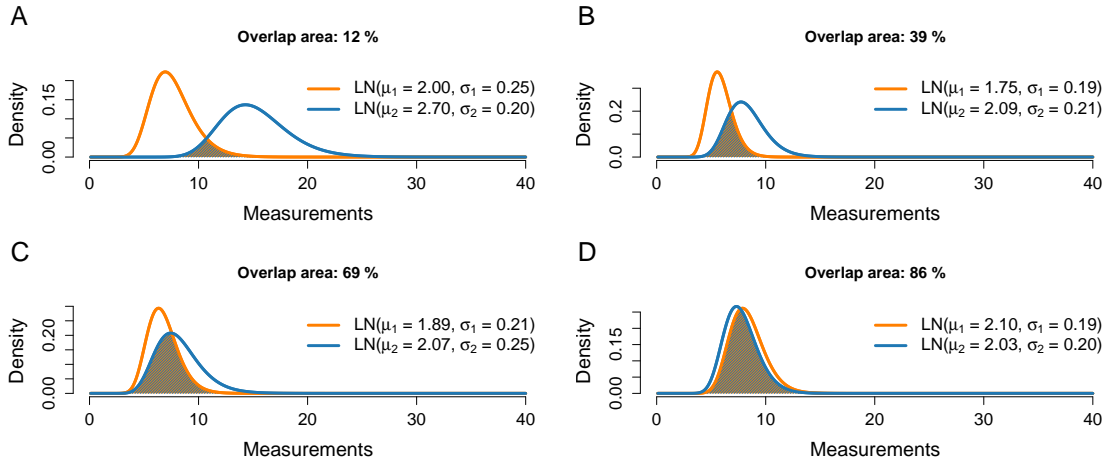 A
Overlap area: 12 %
LN(μ1 = 2.00, σ1 = 0.25)
LN(μ2 = 2.70, σ2 = 0.20)
Density
0.00 0.15
0 10 20 30 40
Measurements
B
Overlap area: 39 %
LN(μ1 = 1.75, σ1 = 0.19)
LN(μ2 = 2.09, σ2 = 0.21)
Density
0.0 0.2
0 10 20 30 40
Measurements
C
Overlap area: 69 %
LN(μ1 = 1.89, σ1 = 0.21)
LN(μ2 = 2.07, σ2 = 0.25)
Density
0.00 0.20
0 10 20 30 40
Measurements
D
Overlap area: 86 %
LN(μ1 = 2.10, σ1 = 0.19)
LN(μ2 = 2.03, σ2 = 0.20)
Density
0.00 0.15
0 10 20 30 40
Measurements